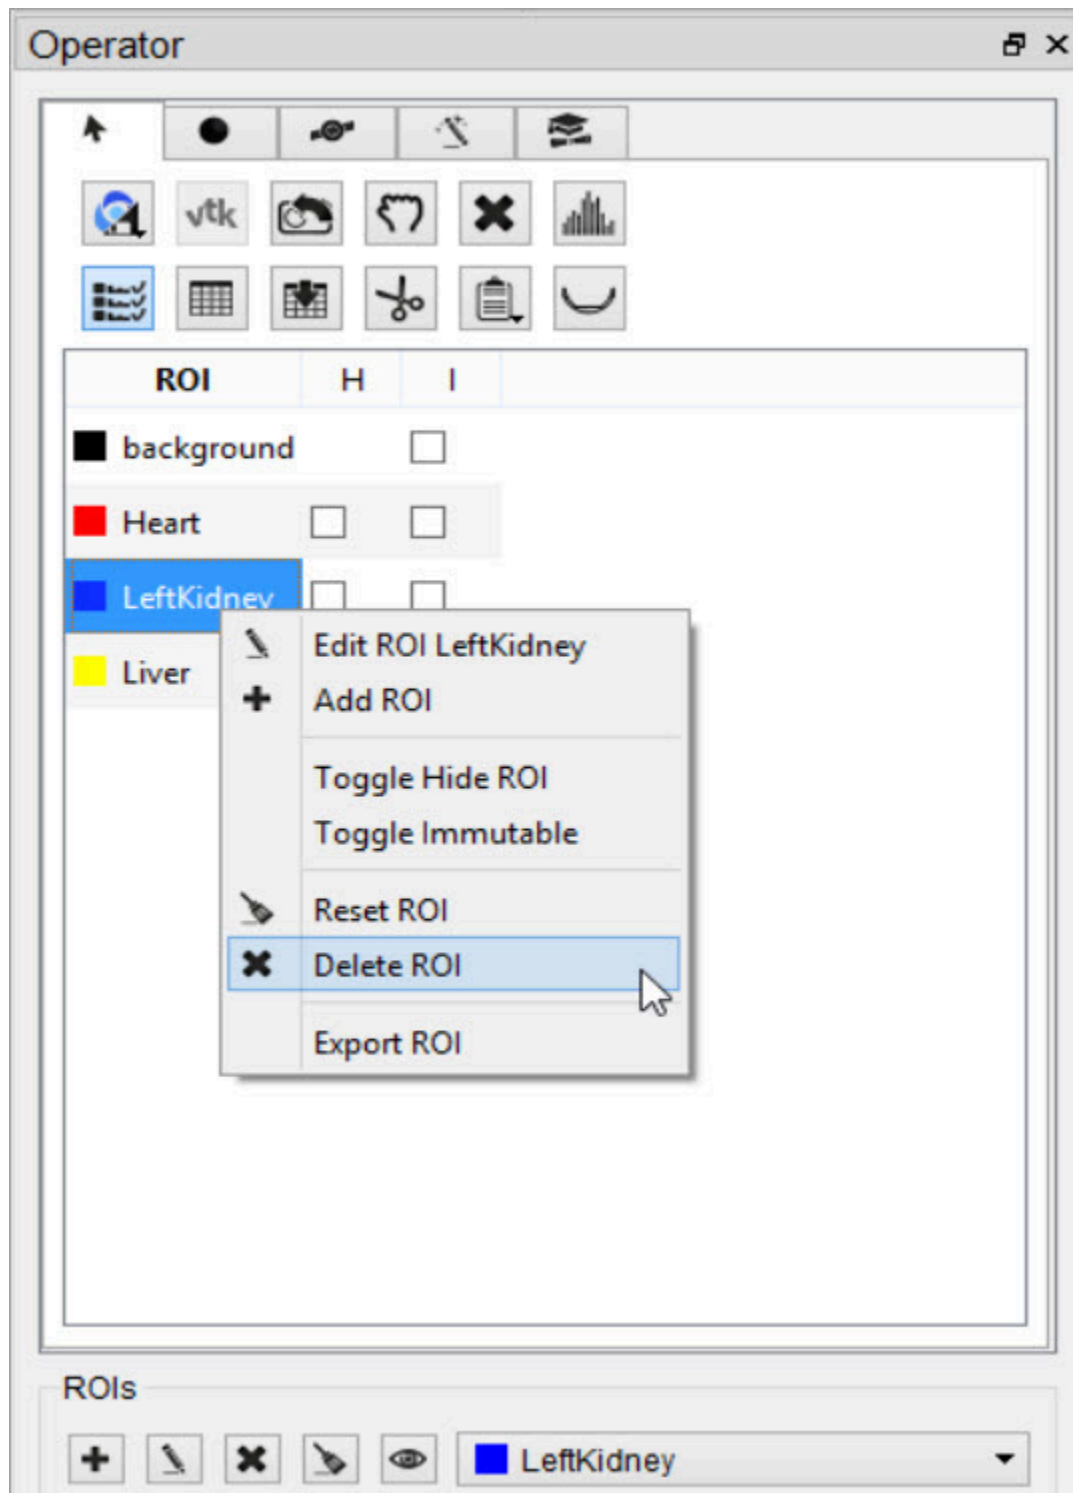 Operator
vtk
ROI H I
background
Heart
LeftKidney
Liver
Edit ROI LeftKidney
Add ROI
Toggle Hide ROI
Toggle Immutable
Reset ROI
Delete ROI
Export ROI
ROIs
LeftKidney